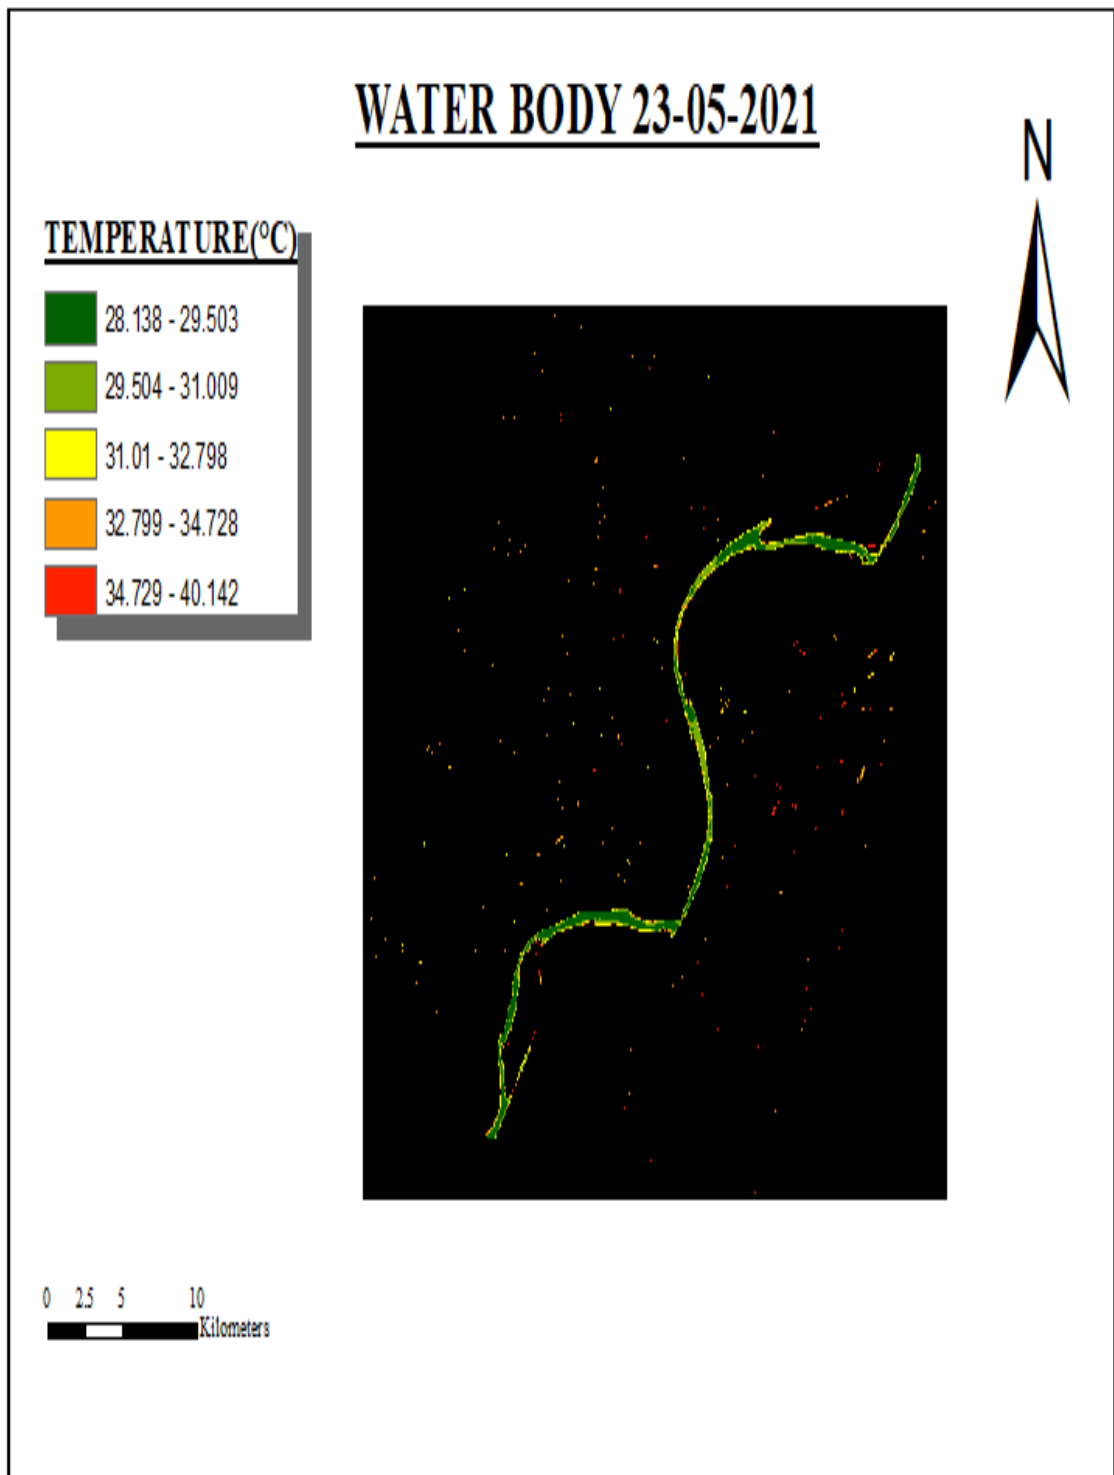 WATER BODY 23-05-2021
N
TEMPERATURE(°C)
28.138 - 29.503
29.504 - 31.009
31.01 - 32.798
32.799 - 34.728
34.729 - 40.142
0 2.5 5 10
Kilometers